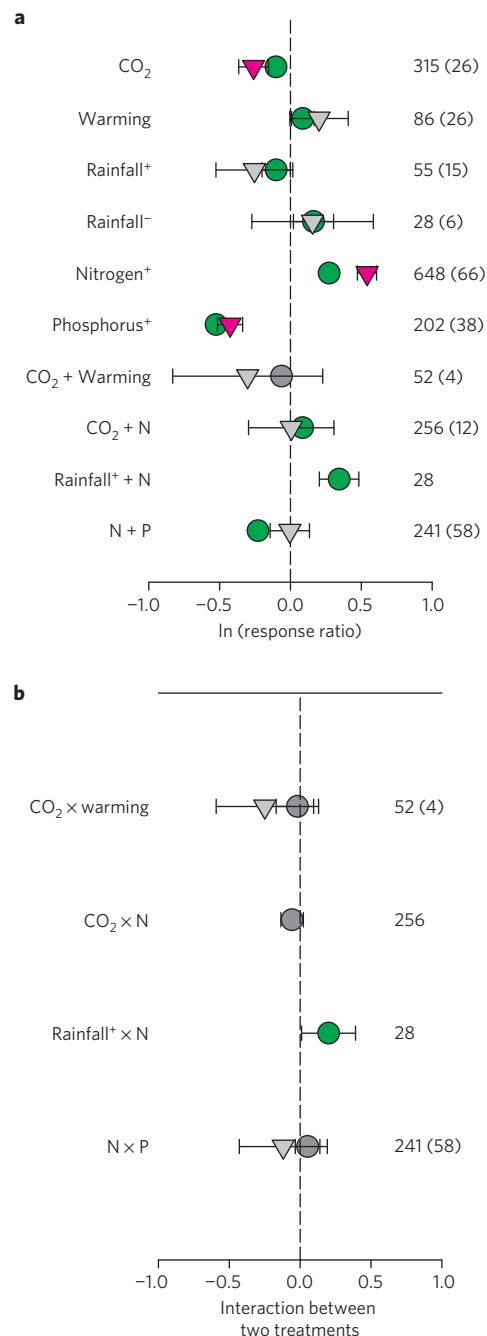 a
CO₂ 315 (26)
Warming 86 (26)
Rainfall⁺ 55 (15)
Rainfall⁻ 28 (6)
Nitrogen⁺ 648 (66)
Phosphorus⁺ 202 (38)
CO₂ + Warming 52 (4)
CO₂ + N 256 (12)
Rainfall⁺ + N 28
N + P 241 (58)
−1.0 −0.5 0.0 0.5 1.0
ln (response ratio)
b
CO₂ × warming 52 (4)
CO₂ × N 256
Rainfall⁺ × N 28
N × P 241 (58)
−1.0 −0.5 0.0 0.5 1.0
Interaction between
two treatments